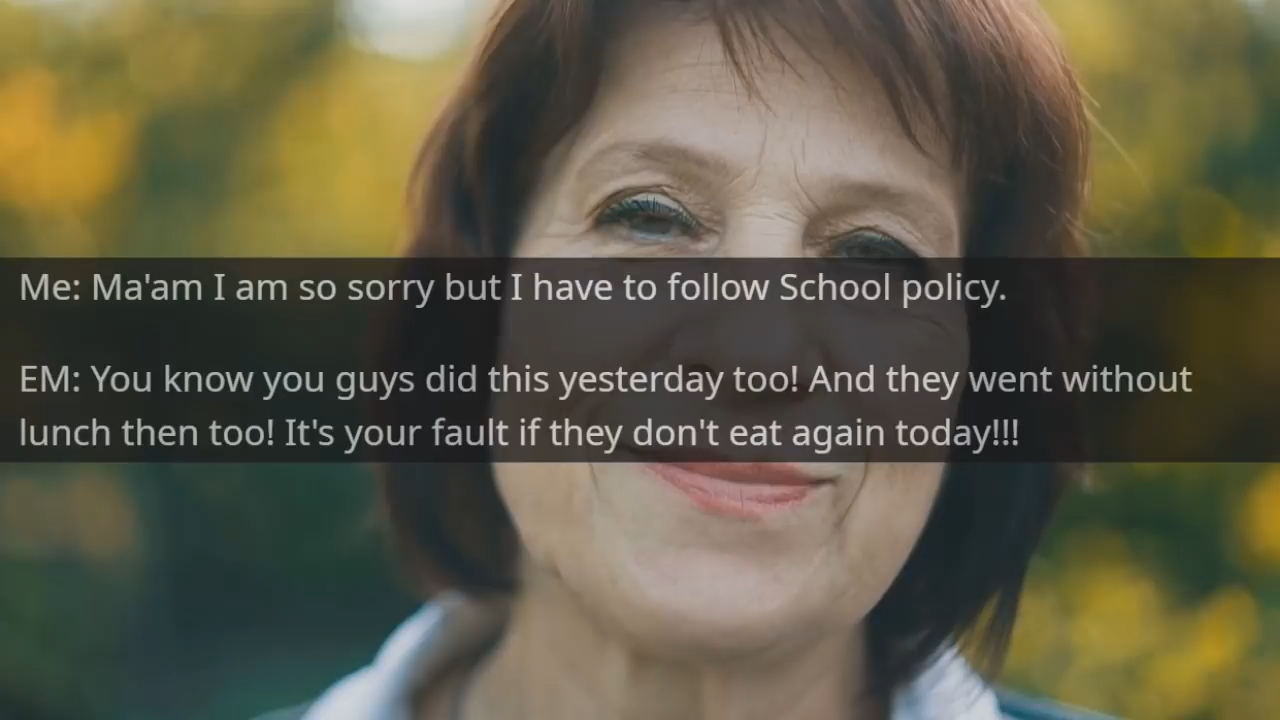 Me: Ma'am I am so sorry but I have to follow School policy.
EM: You know you guys did this yesterday too! And they went without
lunch then too! It's your fault if they don't eat again today!!!